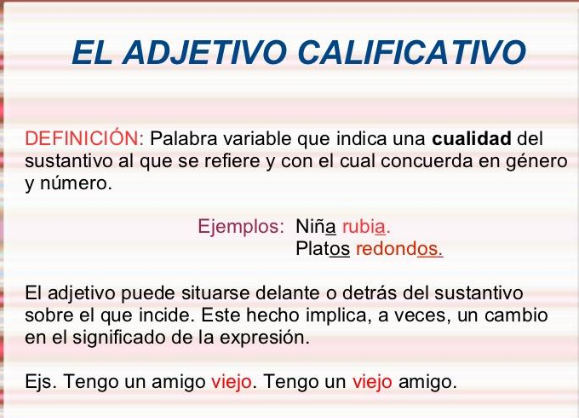 EL ADJETIVO CALIFICATIVO
DEFINICIÓN: Palabra variable que indica una cualidad del
sustantivo al que se refiere y con el cual concuerda en género
y número.
Ejemplos: Niña rubia.
Platos redondos.
El adjetivo puede situarse delante o detrás del sustantivo
sobre el que incide. Este hecho implica, a veces, un cambio
en el significado de la expresión.
Ejs. Tengo un amigo viejo. Tengo un viejo amigo.